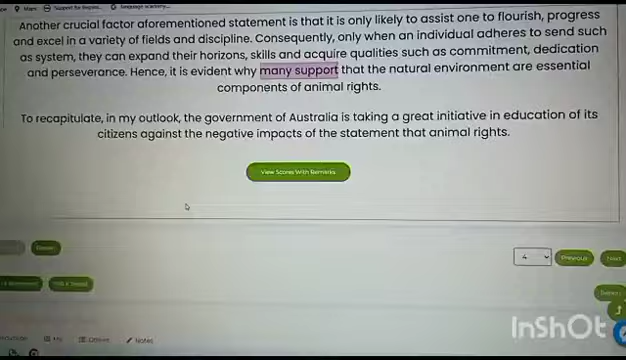 Another crucial factor aforementioned statement is that it is only likely to assist one to flourish, progress
and excel in a variety of fields and discipline. Consequently, only when an individual adheres to send such
as system, they can expand their horizons, skills and acquire qualities such as commitment, dedication
and perseverance. Hence, it is evident why many support that the natural environment are essential
components of animal rights.
To recapitulate, in my outlook, the government of Australia is taking a great initiative in education of its
citizens against the negative impacts of the statement that animal rights.
View Scores With Remarks
4
Previous
Next
Notes
InShOt